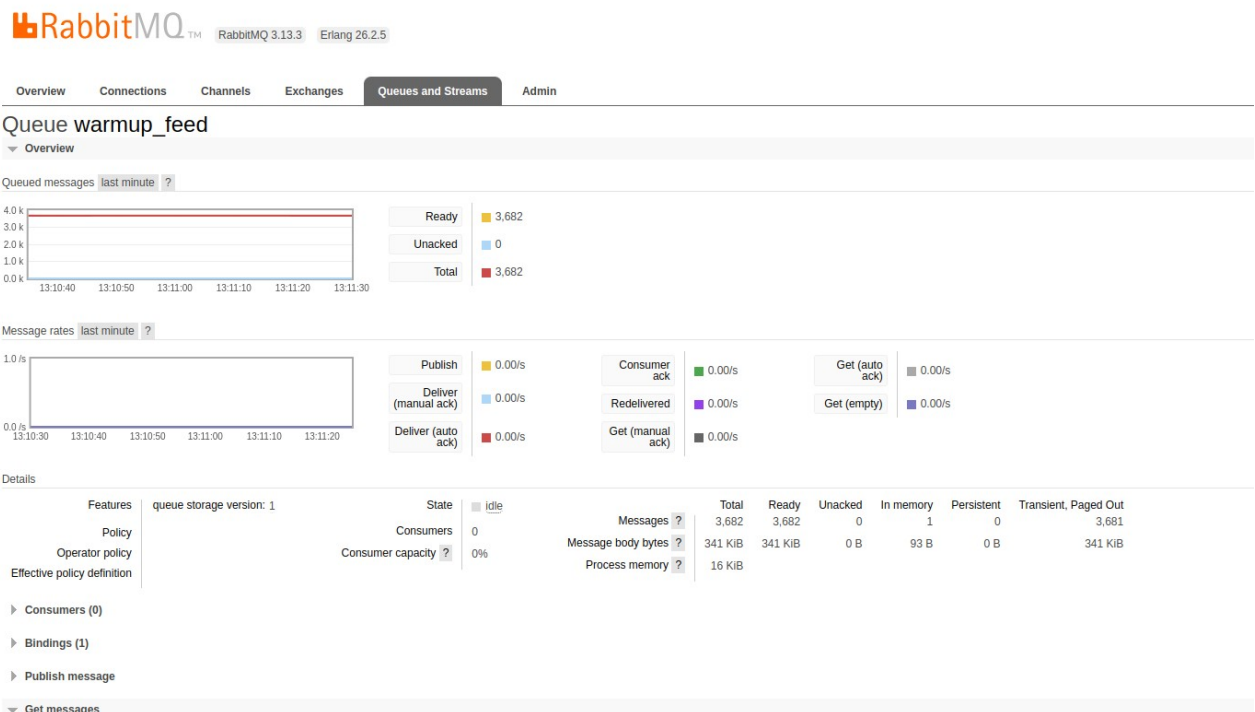 RabbitMQ TM RabbitMQ 3.13.3 Erlang 26.2.5
Overview Connections Channels Exchanges Queues and Streams Admin
Queue warmup_feed
Overview
Queued messages last minute ?
4.0 k
3.0 k
2.0 k
1.0 k
0.0 k
13:10:40 13:10:50 13:11:00 13:11:10 13:11:20 13:11:30
Ready 3,682
Unacked 0
Total 3,682
Message rates last minute ?
1.0 /s
0.0 /s
13:10:30 13:10:40 13:10:50 13:11:00 13:11:10 13:11:20
Publish 0.00/s
Deliver
(manual ack) 0.00/s
Deliver (auto
ack) 0.00/s
Consumer
ack 0.00/s
Redelivered 0.00/s
Get (manual
ack) 0.00/s
Get (auto
ack) 0.00/s
Get (empty) 0.00/s
Details
Features queue storage version: 1
Policy
Operator policy
Effective policy definition
State idle
Consumers 0
Consumer capacity ? 0%
Total Ready Unacked In memory Persistent Transient, Paged Out
Messages ? 3,682 3,682 0 1 0 3,681
Message body bytes ? 341 KiB 341 KiB 0 B 93 B 0 B 341 KiB
Process memory ? 16 KiB
Consumers (0)
Bindings (1)
Publish message
Get messages